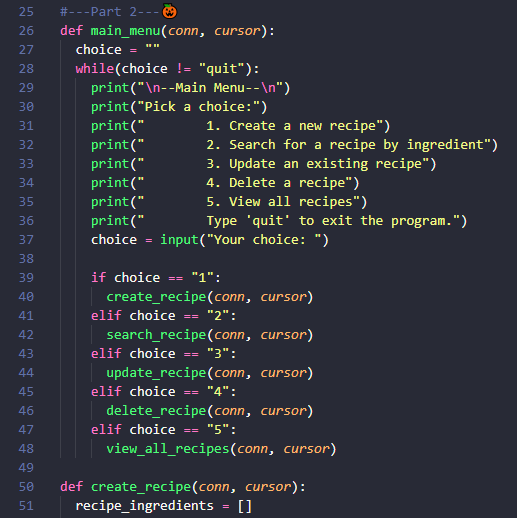 25 #---Part 2---🎃
26 def main_menu(conn, cursor):
27   choice = ""
28   while(choice != "quit"):
29     print("\n--Main Menu--\n")
30     print("Pick a choice:")
31     print("        1. Create a new recipe")
32     print("        2. Search for a recipe by ingredient")
33     print("        3. Update an existing recipe")
34     print("        4. Delete a recipe")
35     print("        5. View all recipes")
36     print("        Type 'quit' to exit the program.")
37     choice = input("Your choice: ")
38
39     if choice == "1":
40       create_recipe(conn, cursor)
41     elif choice == "2":
42       search_recipe(conn, cursor)
43     elif choice == "3":
44       update_recipe(conn, cursor)
45     elif choice == "4":
46       delete_recipe(conn, cursor)
47     elif choice == "5":
48       view_all_recipes(conn, cursor)
49
50 def create_recipe(conn, cursor):
51   recipe_ingredients = []